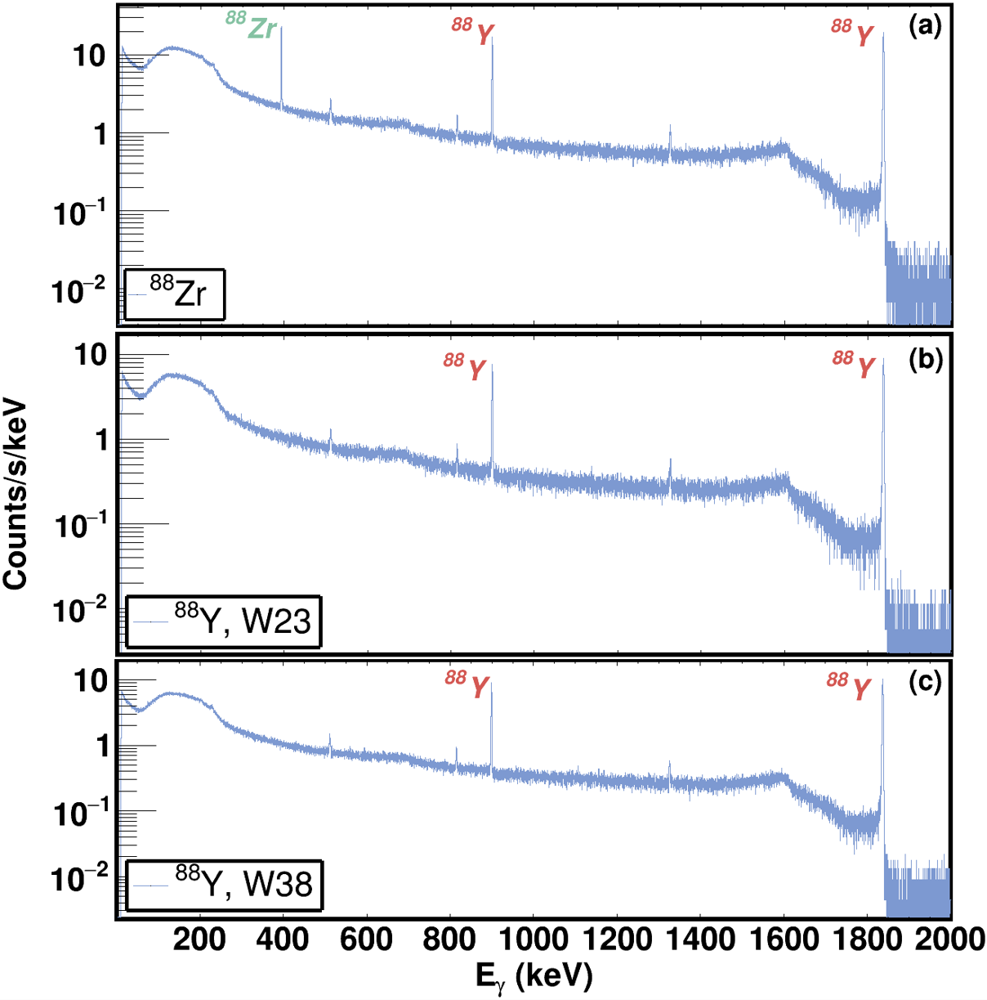 Counts/s/keV
⁸⁸Zr ⁸⁸Y ⁸⁸Y (a)
10
1
10⁻¹
10⁻²
⁸⁸Zr
⁸⁸Y ⁸⁸Y (b)
10
1
10⁻¹
10⁻²
⁸⁸Y, W23
⁸⁸Y ⁸⁸Y (c)
10
1
10⁻¹
10⁻²
⁸⁸Y, W38
200 400 600 800 1000 1200 1400 1600 1800 2000
Eᵧ (keV)